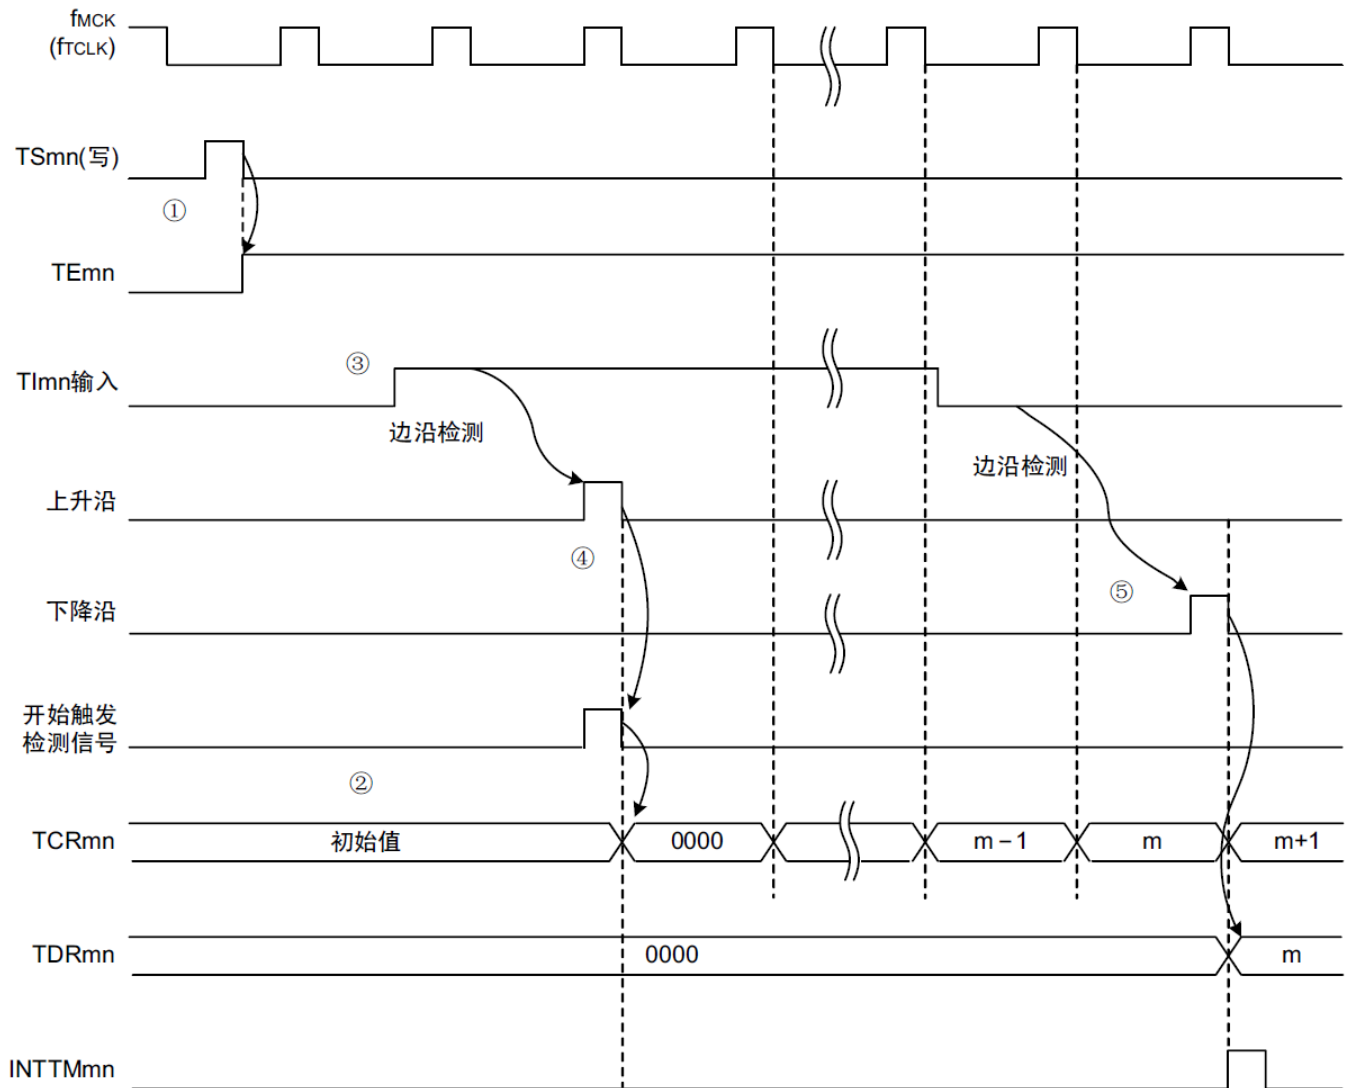 fMCK
(fTCLK)
TSmn(写)
①
TEmn
③
TImn输入
边沿检测
边沿检测
上升沿
④
⑤
下降沿
开始触发
检测信号
②
TCRmn 初始值 0000 m-1 m m+1
TDRmn 0000 m
INTTMmn